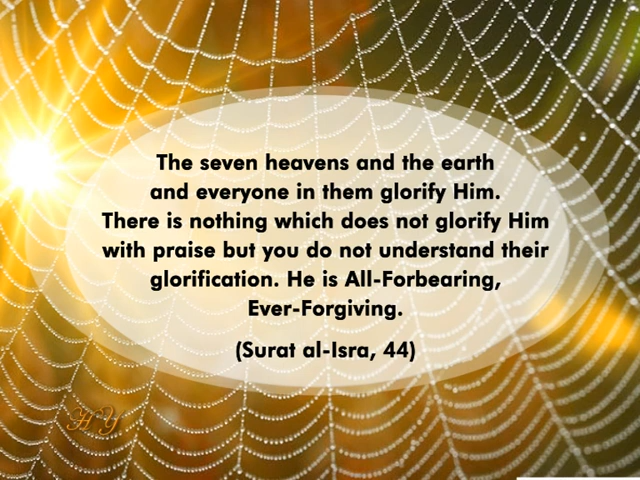 The seven heavens and the earth
and everyone in them glorify Him.
There is nothing which does not glorify Him
with praise but you do not understand their
glorification. He is All-Forbearing,
Ever-Forgiving.
(Surat al-Isra, 44)
HY